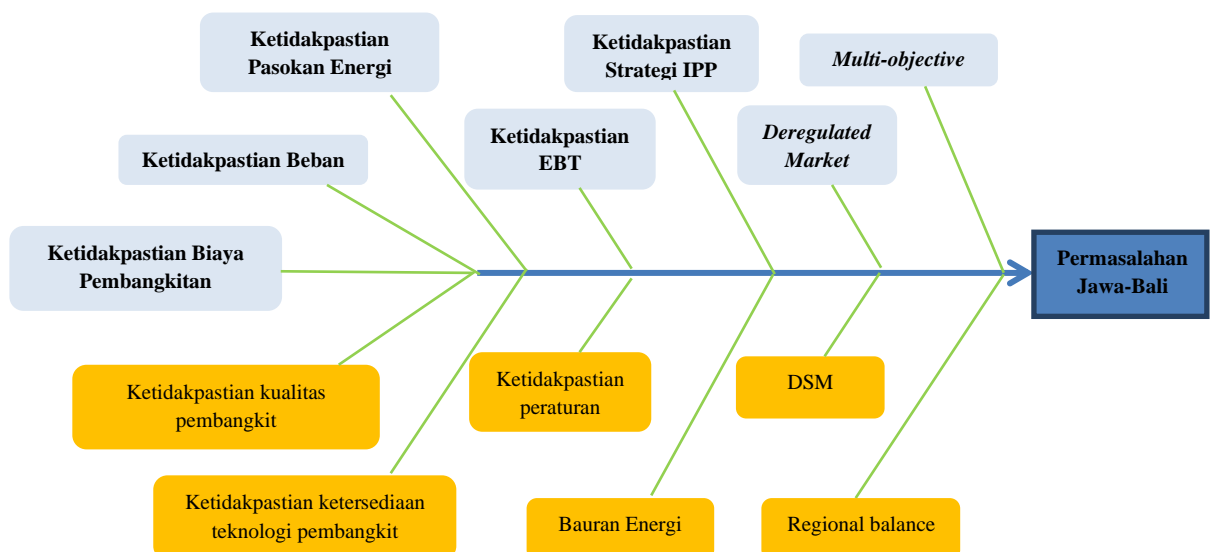 Ketidakpastian
Pasokan Energi
Ketidakpastian
Strategi IPP
Multi-objective
Ketidakpastian
EBT
Deregulated
Market
Ketidakpastian Beban
Ketidakpastian Biaya
Pembangkitan
Permasalahan
Jawa-Bali
Ketidakpastian kualitas
pembangkit
Ketidakpastian
peraturan
DSM
Ketidakpastian ketersediaan
teknologi pembangkit
Bauran Energi
Regional balance